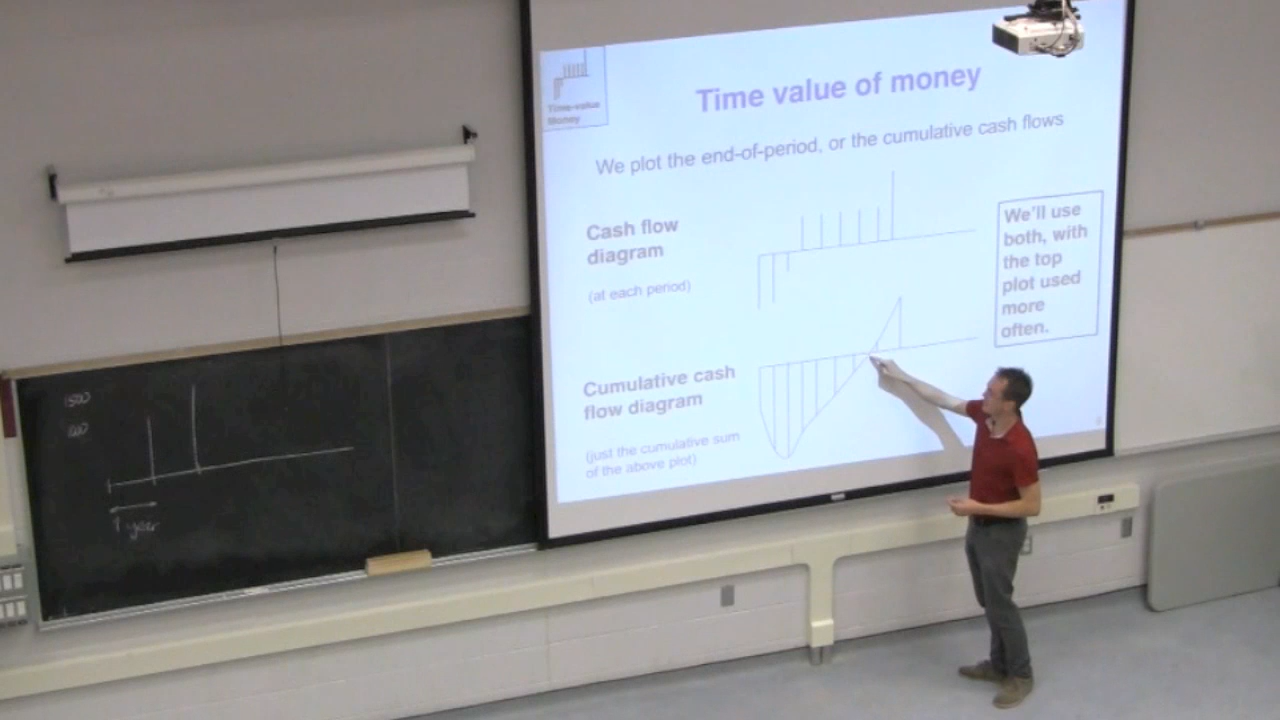 Time-value
Money
Time value of money
We plot the end-of-period, or the cumulative cash flows
Cash flow
diagram
(at each period)
We'll use
both, with
the top
plot used
more
often.
Cumulative cash
flow diagram
(just the cumulative sum
of the above plot)
1 year